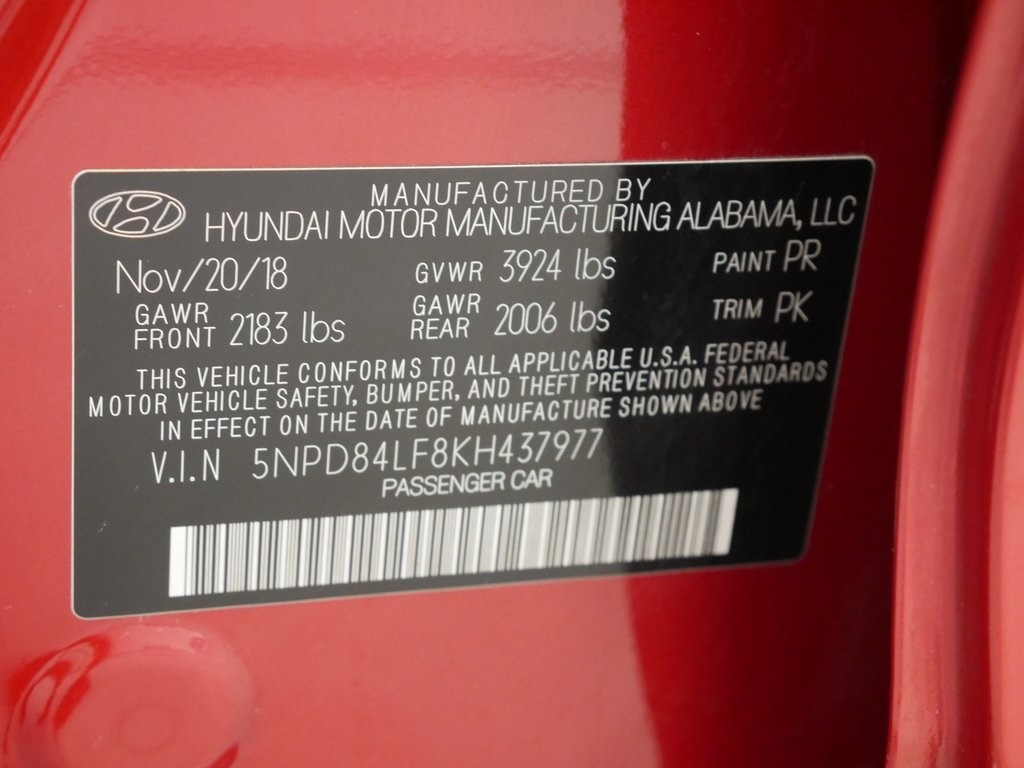 MANUFACTURED BY
HYUNDAI MOTOR MANUFACTURING ALABAMA, LLC
Nov/20/18 GVWR 3924 lbs PAINT PR
GAWR FRONT 2183 lbs GAWR REAR 2006 lbs TRIM PK
THIS VEHICLE CONFORMS TO ALL APPLICABLE U.S.A. FEDERAL
MOTOR VEHICLE SAFETY, BUMPER, AND THEFT PREVENTION STANDARDS
IN EFFECT ON THE DATE OF MANUFACTURE SHOWN ABOVE
V.I.N 5NPD84LF8KH437977
PASSENGER CAR